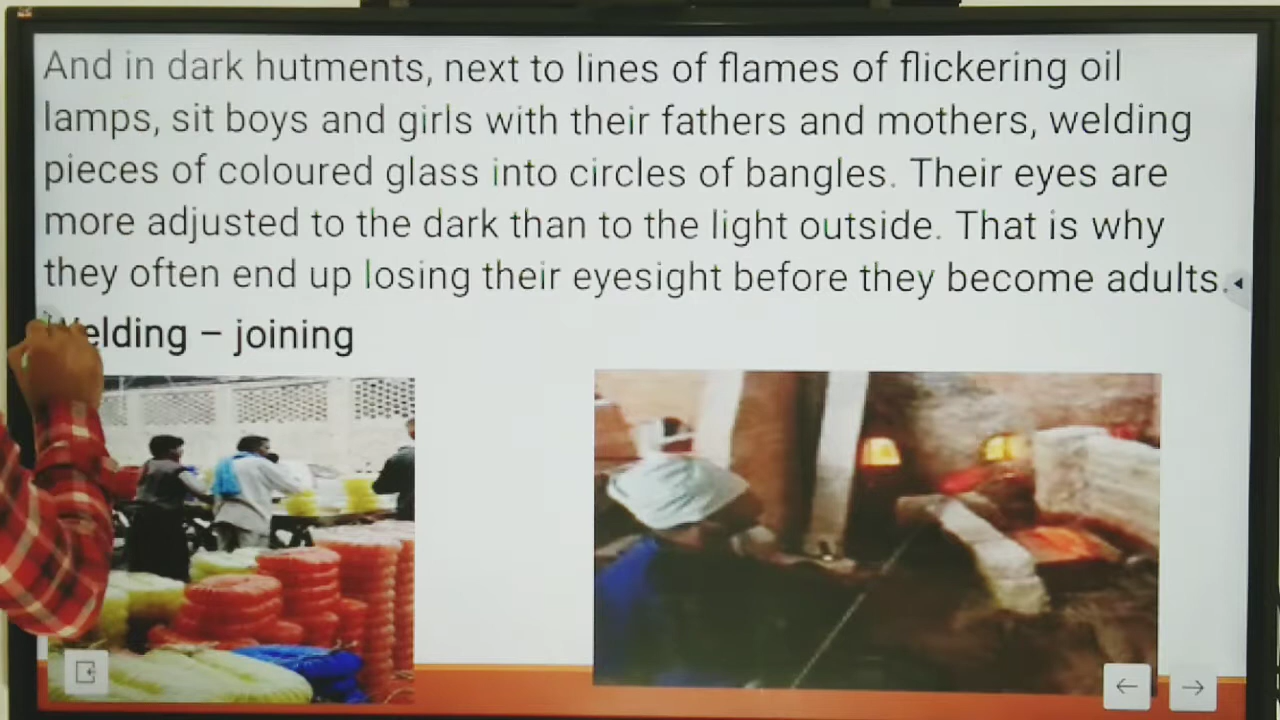 And in dark hutments, next to lines of flames of flickering oil
lamps, sit boys and girls with their fathers and mothers, welding
pieces of coloured glass into circles of bangles. Their eyes are
more adjusted to the dark than to the light outside. That is why
they often end up losing their eyesight before they become adults.
Welding – joining